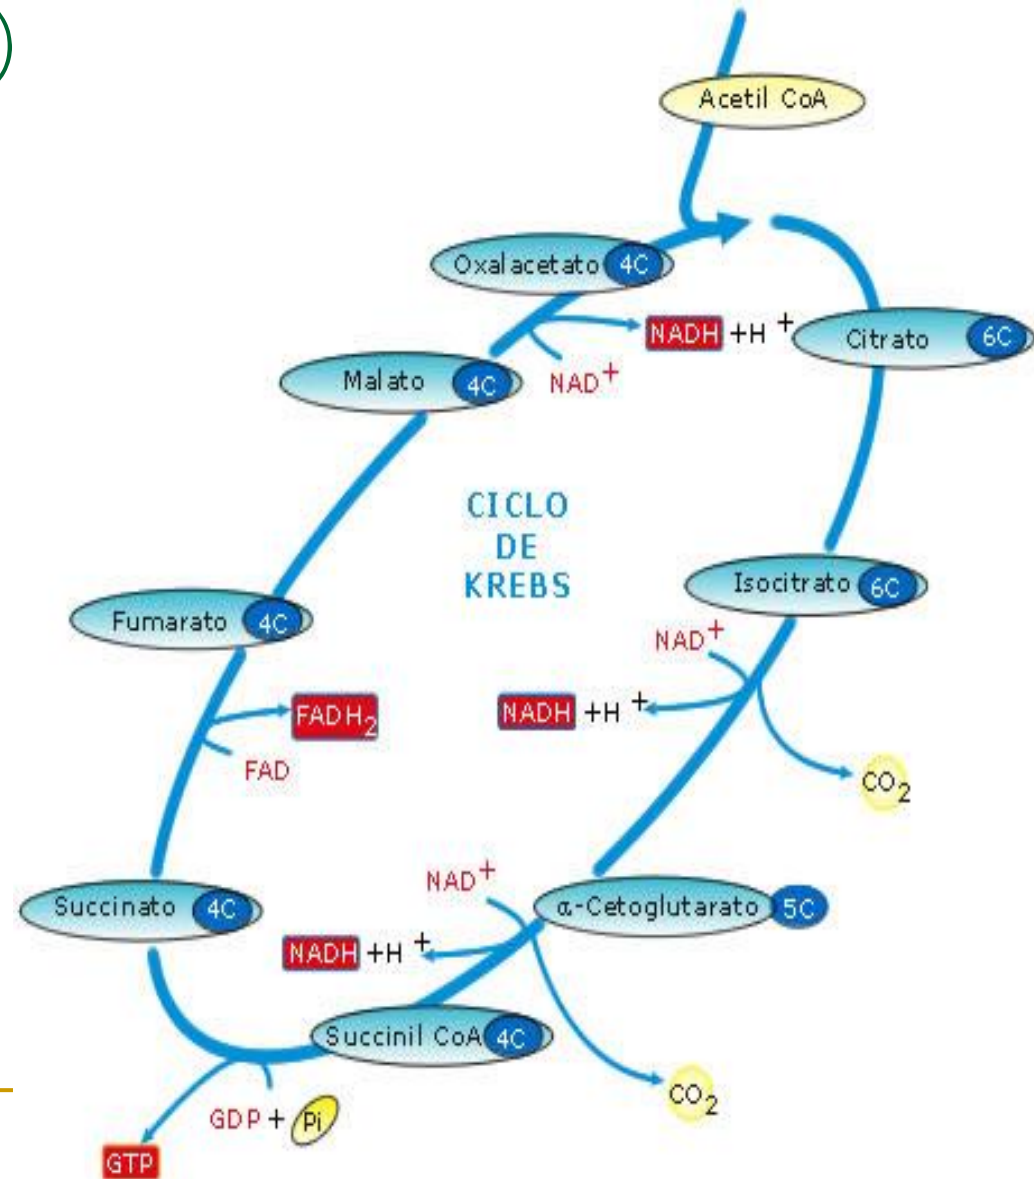 Acetil CoA
Oxalacetato 4C
NADH +H +
Citrato 6C
Malato 4C
NAD+
CICLO
DE
KREBS
Isocitrato 6C
Fumarato 4C
NAD+
FADH2
NADH +H +
FAD
CO2
NAD+
Succinato 4C
α-Cetoglutarato 5C
NADH +H +
Succinil CoA 4C
CO2
GDP + Pi
GTP